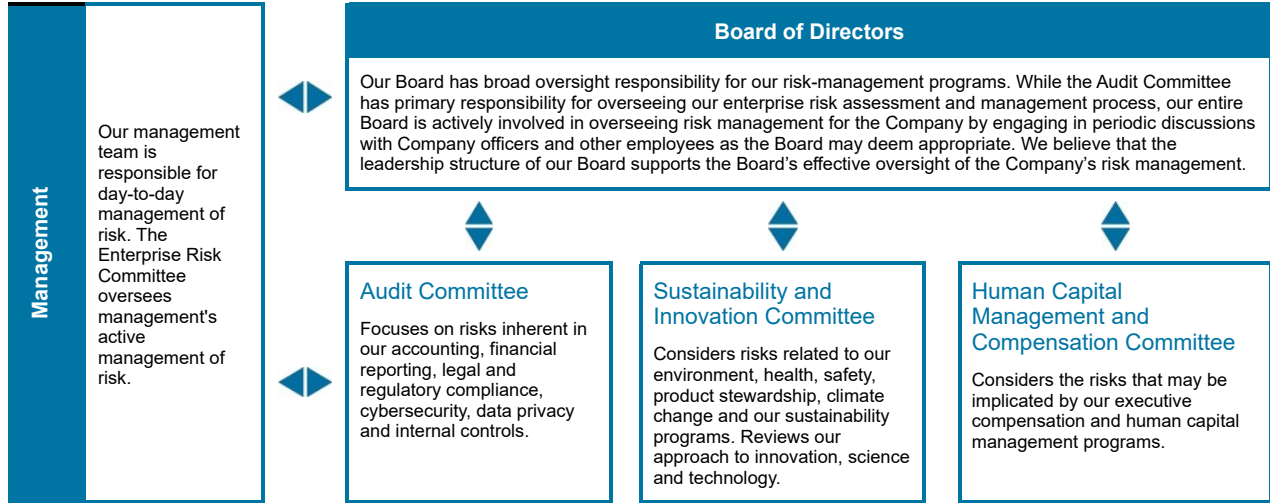 Management
Our management
team is
responsible for
day-to-day
management of
risk. The
Enterprise Risk
Committee
oversees
management's
active
management of
risk.
Board of Directors
Our Board has broad oversight responsibility for our risk-management programs. While the Audit Committee
has primary responsibility for overseeing our enterprise risk assessment and management process, our entire
Board is actively involved in overseeing risk management for the Company by engaging in periodic discussions
with Company officers and other employees as the Board may deem appropriate. We believe that the
leadership structure of our Board supports the Board’s effective oversight of the Company’s risk management.
Audit Committee
Focuses on risks inherent in
our accounting, financial
reporting, legal and
regulatory compliance,
cybersecurity, data privacy
and internal controls.
Sustainability and
Innovation Committee
Considers risks related to our
environment, health, safety,
product stewardship, climate
change and our sustainability
programs. Reviews our
approach to innovation, science
and technology.
Human Capital
Management and
Compensation Committee
Considers the risks that may be
implicated by our executive
compensation and human capital
management programs.